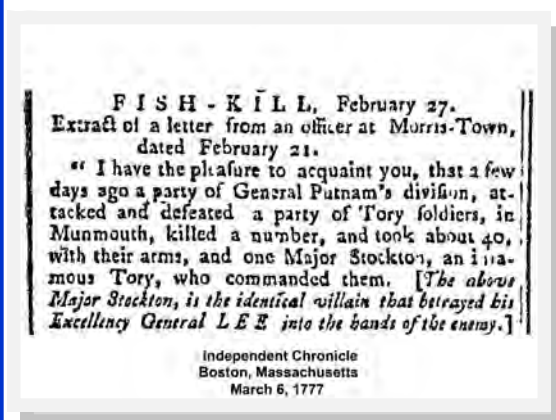 FISH-KILL, February 27.
Extract of a letter from an officer at Morris-Town,
dated February 21.
" I have the pleaſure to acquaint you, that a few
days ago a party of General Putnam's diviſion, at-
tacked and defeated a party of Tory ſoldiers, in
Munmouth, killed a number, and took about 40,
with their arms, and one Major Stockton, an infa-
mous Tory, who commanded them. [The above
Major Stockton, is the identical villain that betrayed his
Excellency General LEE into the hands of the enemy.]
Independent Chronicle
Boston, Massachusetts
March 6, 1777